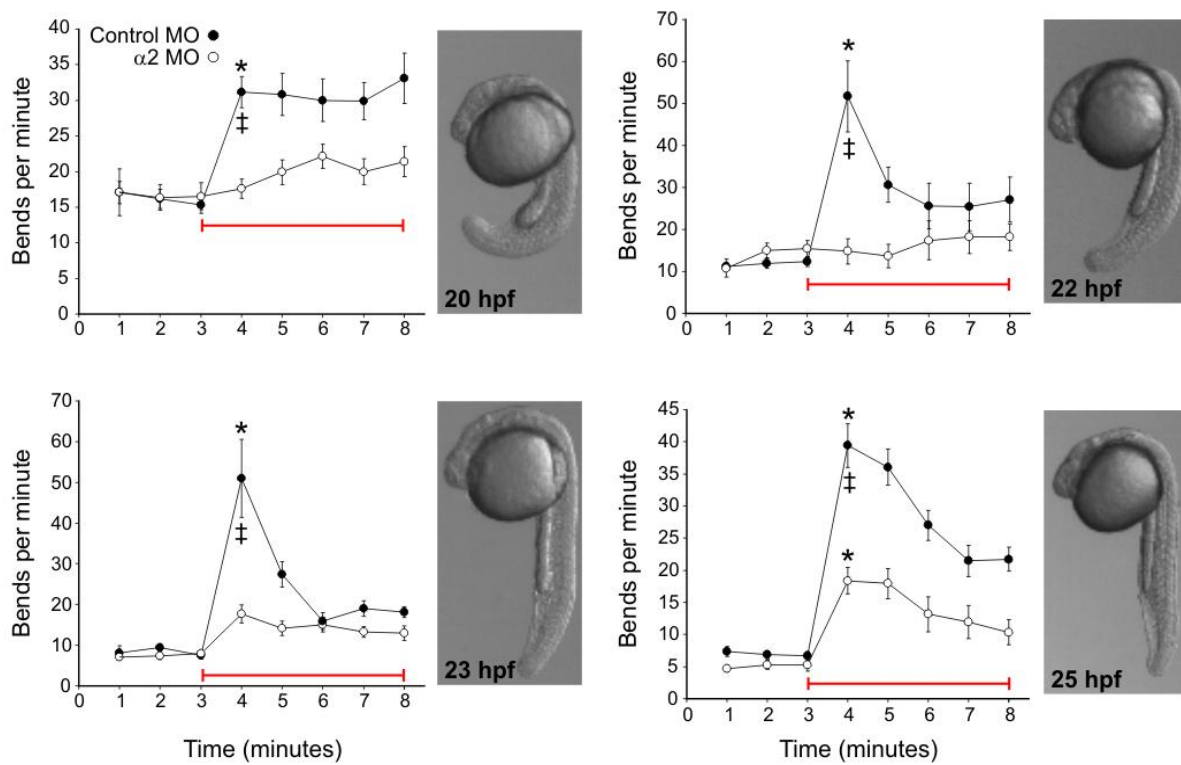 Control MO
α2 MO
Bends per minute
40
35
30
25
20
15
10
5
0
*
‡
0 1 2 3 4 5 6 7 8
20 hpf
Bends per minute
70
60
50
40
30
20
10
0
*
‡
0 1 2 3 4 5 6 7 8
22 hpf
Bends per minute
70
60
50
40
30
20
10
0
*
‡
0 1 2 3 4 5 6 7 8
Time (minutes)
23 hpf
Bends per minute
45
40
35
30
25
20
15
10
5
0
*
‡
*
0 1 2 3 4 5 6 7 8
Time (minutes)
25 hpf